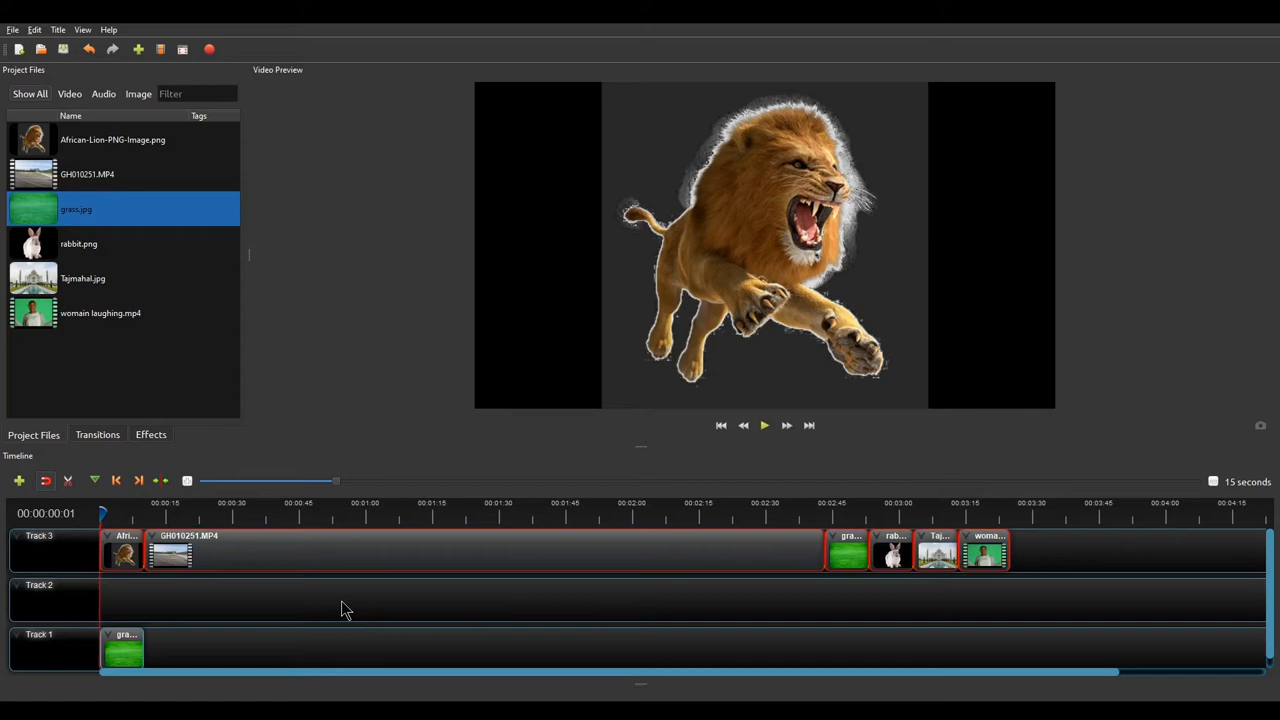 File Edit Title View Help
Project Files
Video Preview
Show All Video Audio Image Filter
Name Tags
African-Lion-PNG-Image.png
GH010251.MP4
grass.jpg
rabbit.png
Tajmahal.jpg
womain laughing.mp4
Project Files Transitions Effects
Timeline
15 seconds
00:00:00:01
00:00:15 00:00:30 00:00:45 00:01:00 00:01:15 00:01:30 00:01:45 00:02:00 00:02:15 00:02:30 00:02:45 00:03:00 00:03:15 00:03:30 00:03:45 00:04:00 00:04:15
Track 3 Afri... GH010251.MP4 gra... rab... Taj... woma...
Track 2
Track 1 gra...